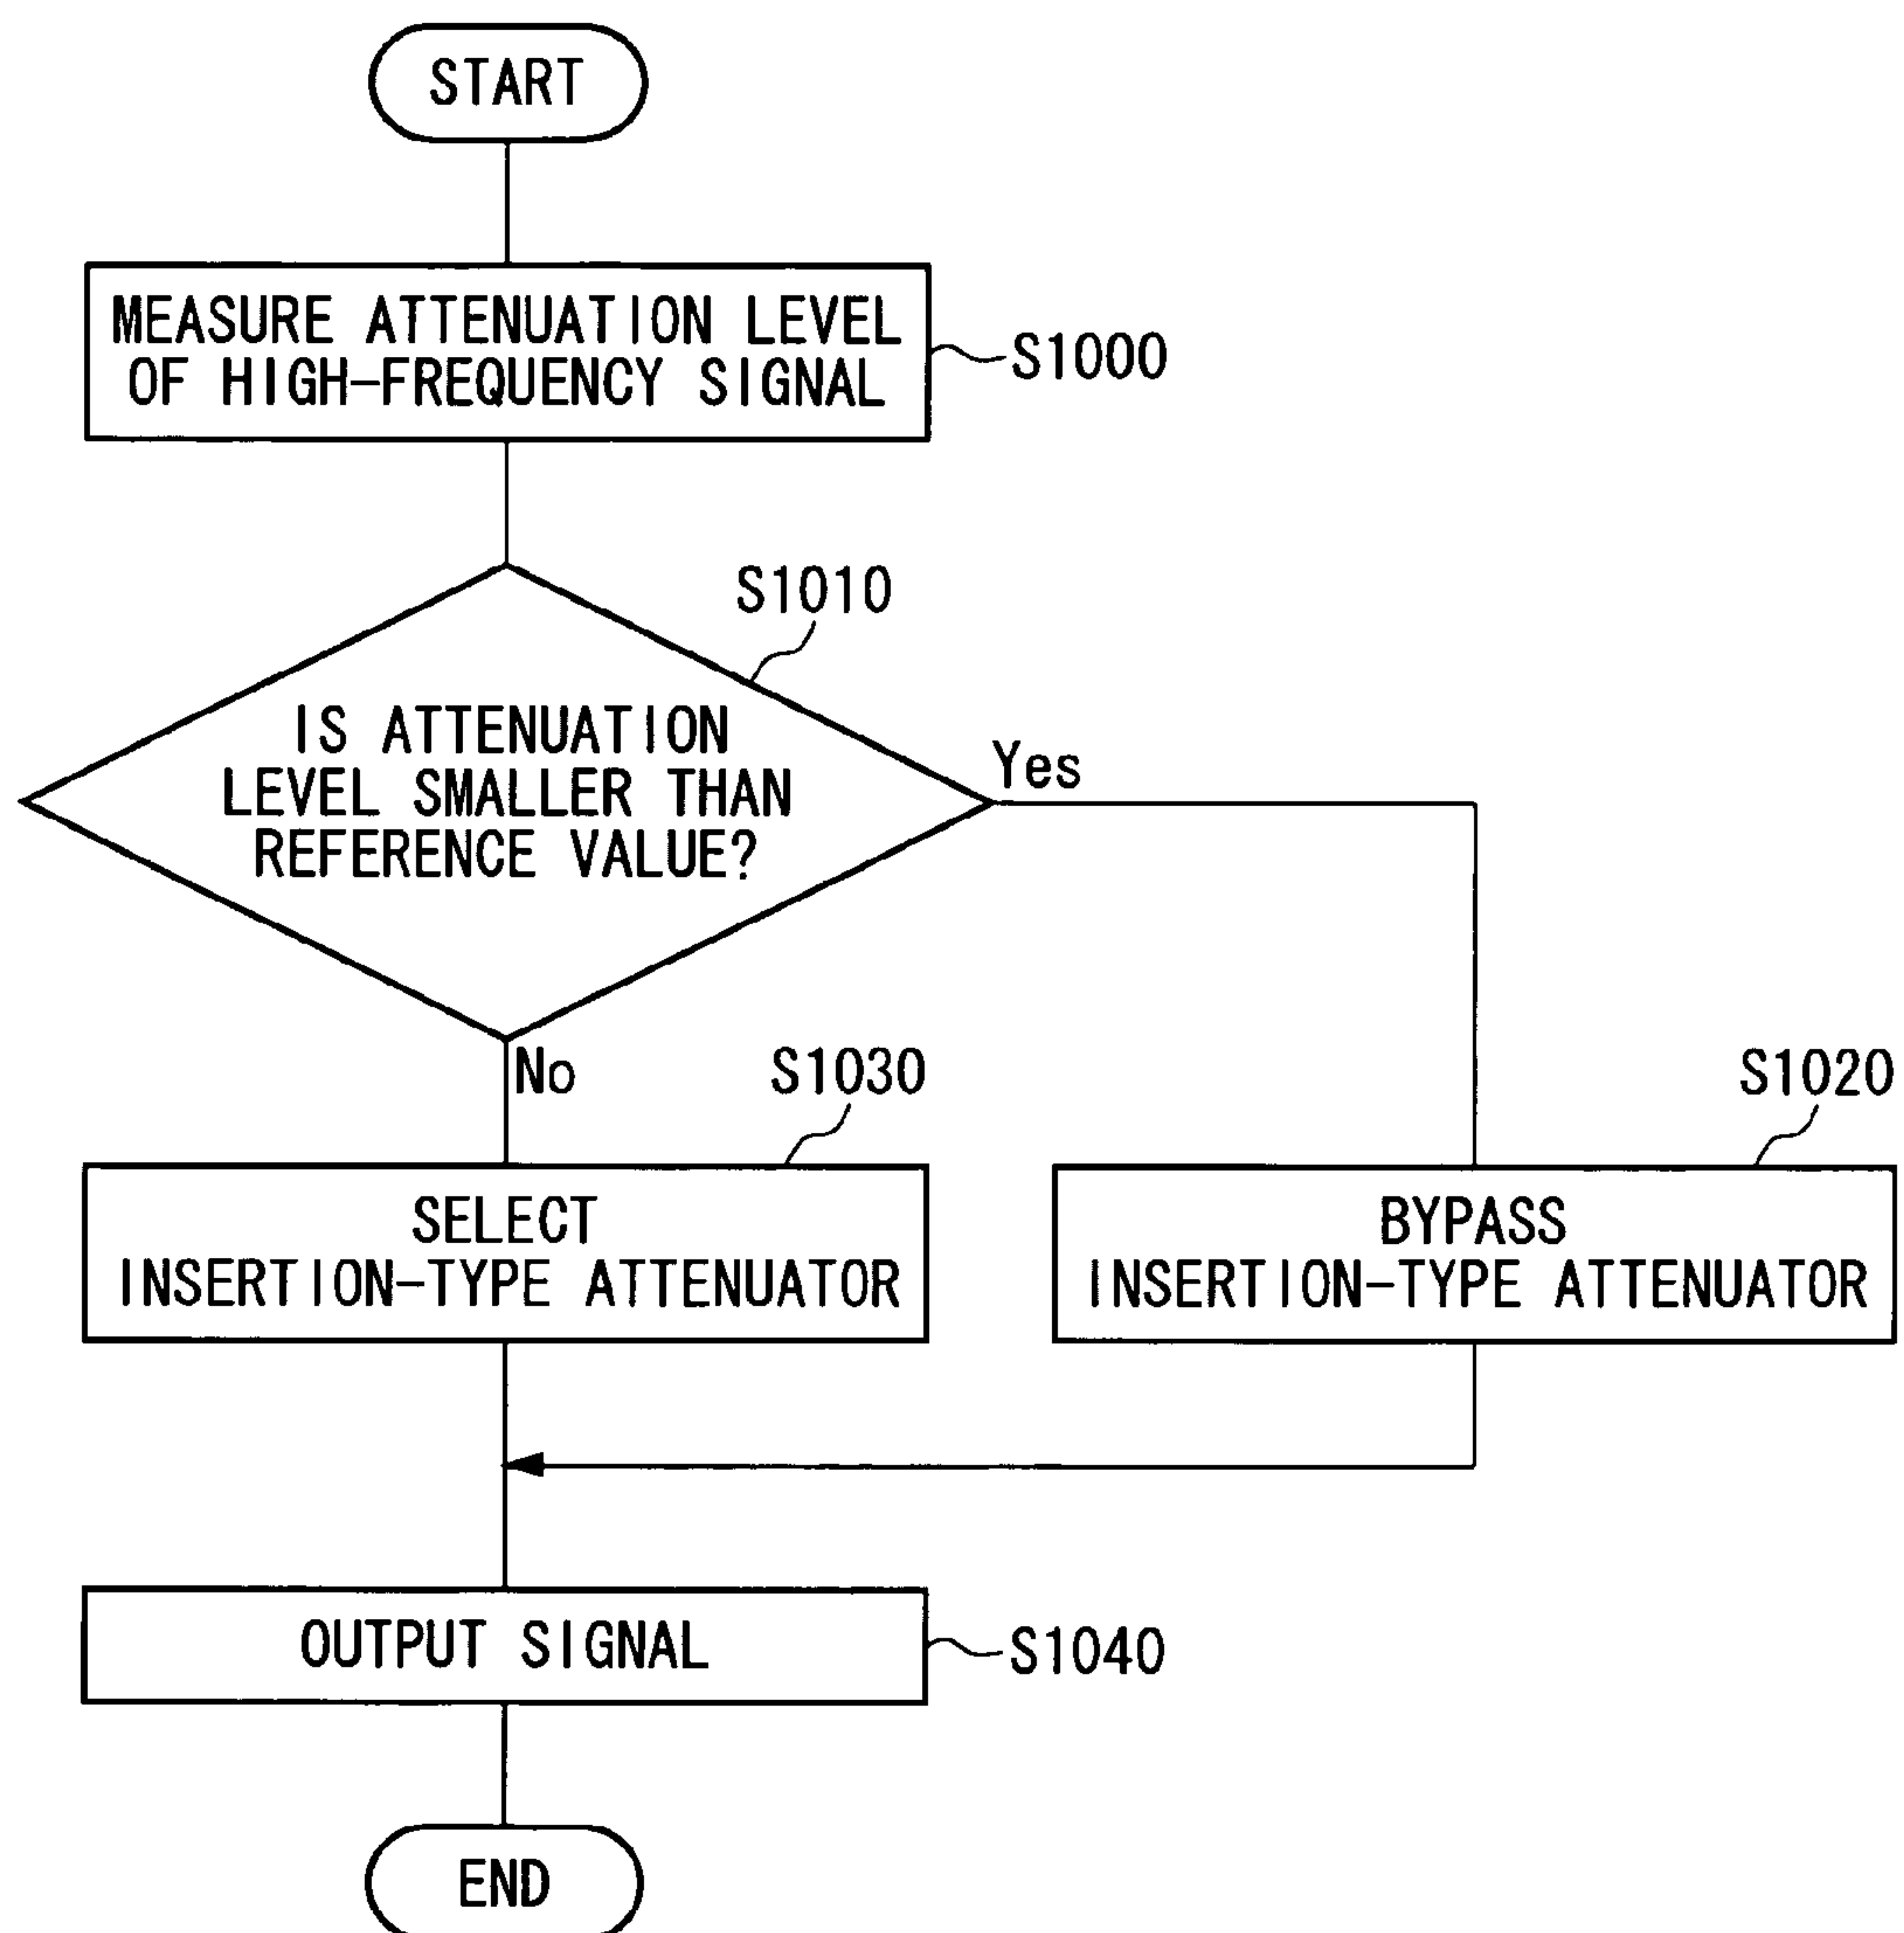 START
MEASURE ATTENUATION LEVEL
OF HIGH-FREQUENCY SIGNAL
S1000
S1010
IS ATTENUATION
LEVEL SMALLER THAN
REFERENCE VALUE?
Yes
No
S1030
S1020
SELECT
INSERTION-TYPE ATTENUATOR
BYPASS
INSERTION-TYPE ATTENUATOR
OUTPUT SIGNAL
S1040
END